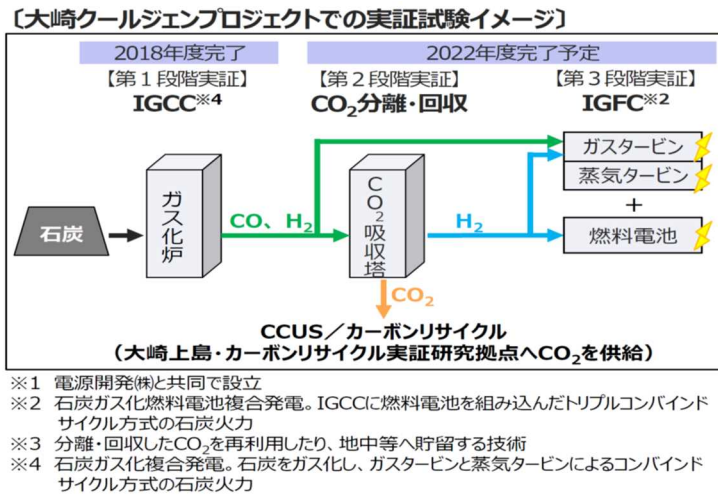 〔大崎クールジェンプロジェクトでの実証試験イメージ〕
2018年度完了
2022年度完了予定
【第1段階実証】
IGCC※4
【第2段階実証】
CO2分離・回収
【第3段階実証】
IGFC※2
石炭
ガス化炉
CO、H2
CO2吸収塔
H2
ガスタービン
蒸気タービン
+
燃料電池
CO2
CCUS/カーボンリサイクル
(大崎上島・カーボンリサイクル実証研究拠点へCO2を供給)
※1 電源開発㈱と共同で設立
※2 石炭ガス化燃料電池複合発電。IGCCに燃料電池を組み込んだトリプルコンバインド
サイクル方式の石炭火力
※3 分離・回収したCO2を再利用したり、地中等へ貯留する技術
※4 石炭ガス化複合発電。石炭をガス化し、ガスタービンと蒸気タービンによるコンバインド
サイクル方式の石炭火力